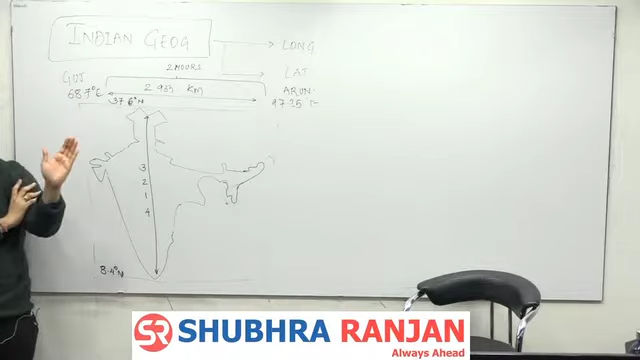 INDIAN GEOG
LONG
LAT
2 HOURS
GUJ
68.7°E
2 933 KM
ARUN.
97.25 E
37.6°N
3
2
1
4
8.4°N
SR SHUBHRA RANJAN
Always Ahead